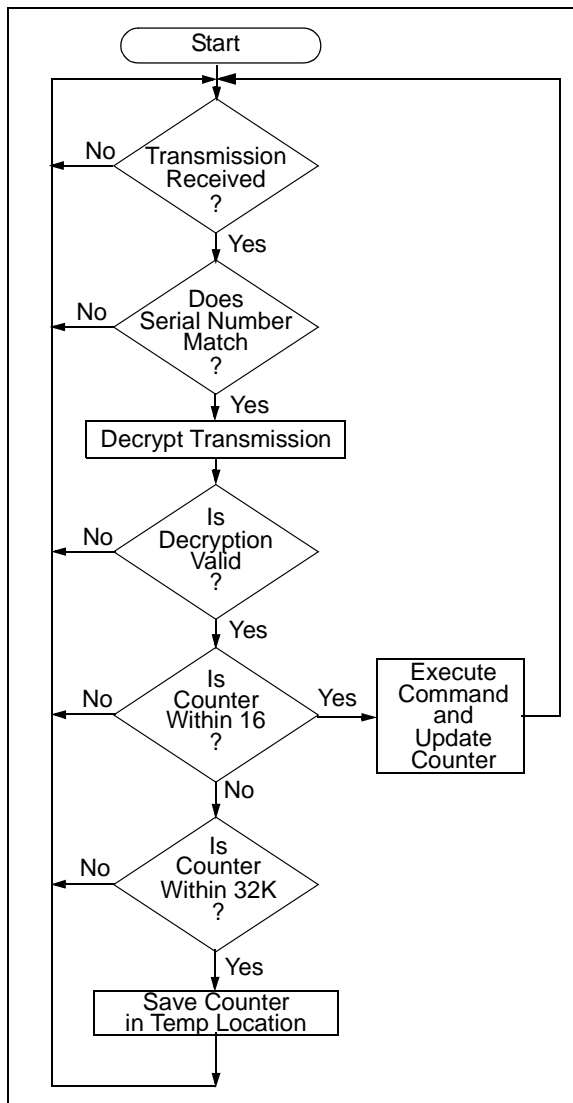 Start
No
Transmission
Received
?
Yes
No
Does
Serial Number
Match
?
Yes
Decrypt Transmission
No
Is
Decryption
Valid
?
Yes
No
Is
Counter
Within 16
?
Yes
Execute
Command
and
Update
Counter
No
No
Is
Counter
Within 32K
?
Yes
Save Counter
in Temp Location